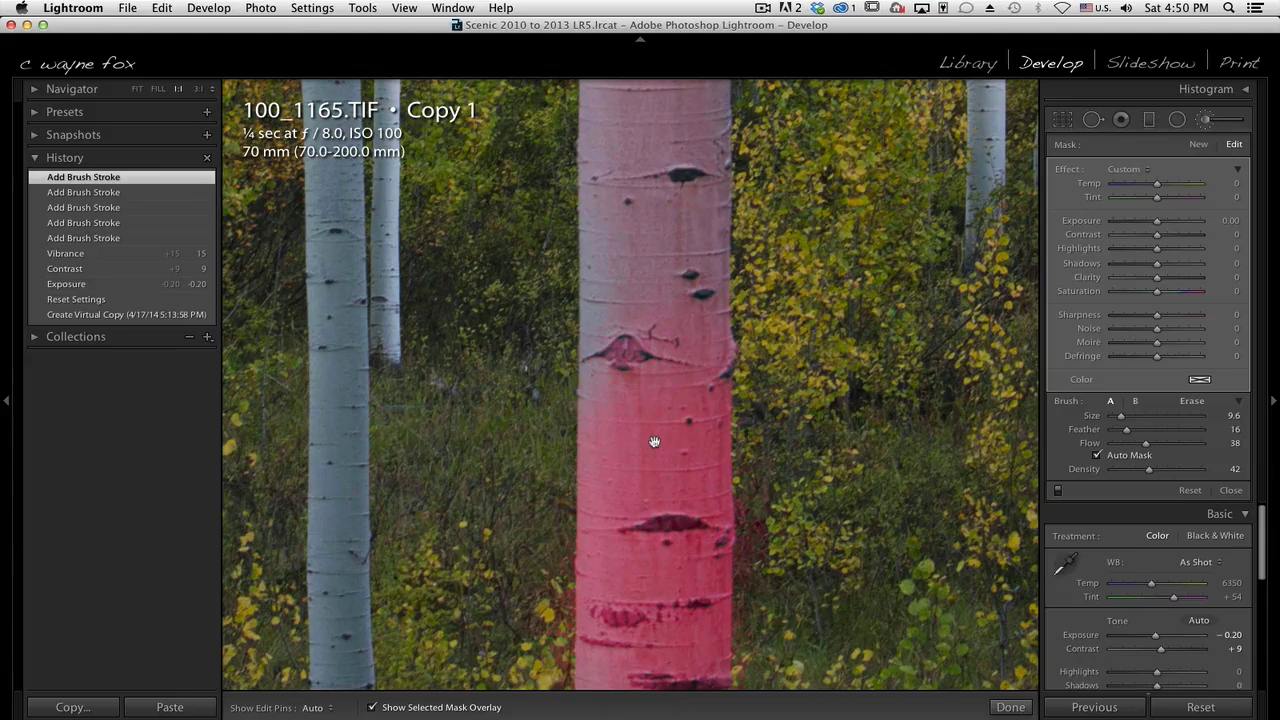 Lightroom File Edit Develop Photo Settings Tools View Window Help 2 1 U.S. Sat 4:50 PM
Scenic 2010 to 2013 LR5.lrcat – Adobe Photoshop Lightroom – Develop
c wayne fox Library Develop Slideshow Print
Navigator FIT FILL 1:1 3:1
Presets
Snapshots
History
Add Brush Stroke
Add Brush Stroke
Add Brush Stroke
Add Brush Stroke
Add Brush Stroke
Vibrance +15 15
Contrast +9 9
Exposure -0.20 -0.20
Reset Settings
Create Virtual Copy (4/17/14 5:13:58 PM)
Collections
Copy... Paste
100_1165.TIF • Copy 1
¼ sec at ƒ / 8.0, ISO 100
70 mm (70.0-200.0 mm)
Show Edit Pins: Auto Show Selected Mask Overlay Done
Histogram
Mask: New Edit
Effect: Custom
Temp 0
Tint 0
Exposure 0.00
Contrast 0
Highlights 0
Shadows 0
Clarity 0
Saturation 0
Sharpness 0
Noise 0
Moiré 0
Defringe 0
Color
Brush: A B Erase
Size 9.6
Feather 16
Flow 38
Auto Mask
Density 42
Reset Close
Basic
Treatment: Color Black & White
WB: As Shot
Temp 6350
Tint + 54
Tone Auto
Exposure – 0.20
Contrast + 9
Highlights 0
Shadows 0
Previous Reset